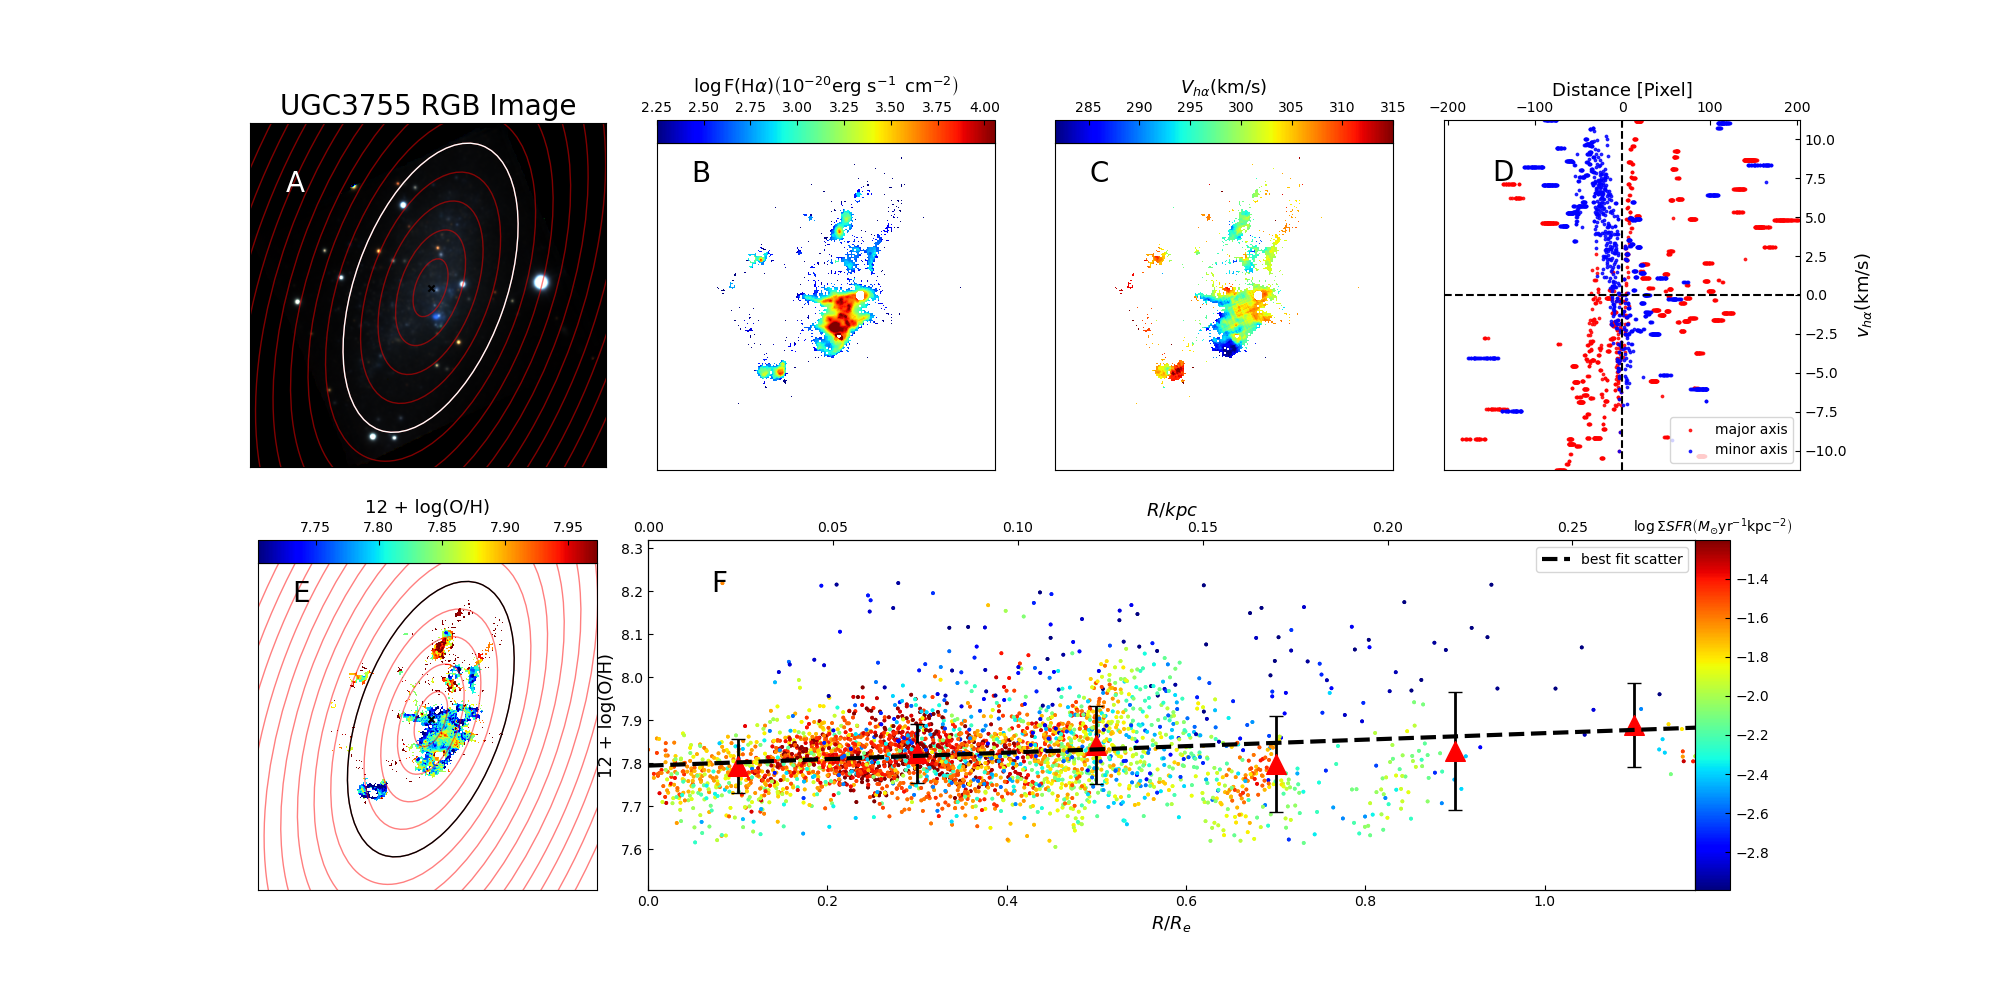 UGC3755 RGB Image
A
log F(Hα)(10⁻²⁰erg s⁻¹ cm⁻²)
2.25 2.50 2.75 3.00 3.25 3.50 3.75 4.00
B
V_{hα}(km/s)
285 290 295 300 305 310 315
C
Distance [Pixel]
−200 −100 0 100 200
D
10.0
7.5
5.0
2.5
0.0
−2.5
−5.0
−7.5
−10.0
v_{hα}(km/s)
major axis
minor axis
12 + log(O/H)
7.75 7.80 7.85 7.90 7.95
E
R/kpc
0.00 0.05 0.10 0.15 0.20 0.25
F
best fit scatter
12 + log(O/H)
8.3
8.2
8.1
8.0
7.9
7.8
7.7
7.6
0.0 0.2 0.4 0.6 0.8 1.0
R/R_e
log ΣSFR(M_⊙yr⁻¹kpc⁻²)
−1.4
−1.6
−1.8
−2.0
−2.2
−2.4
−2.6
−2.8